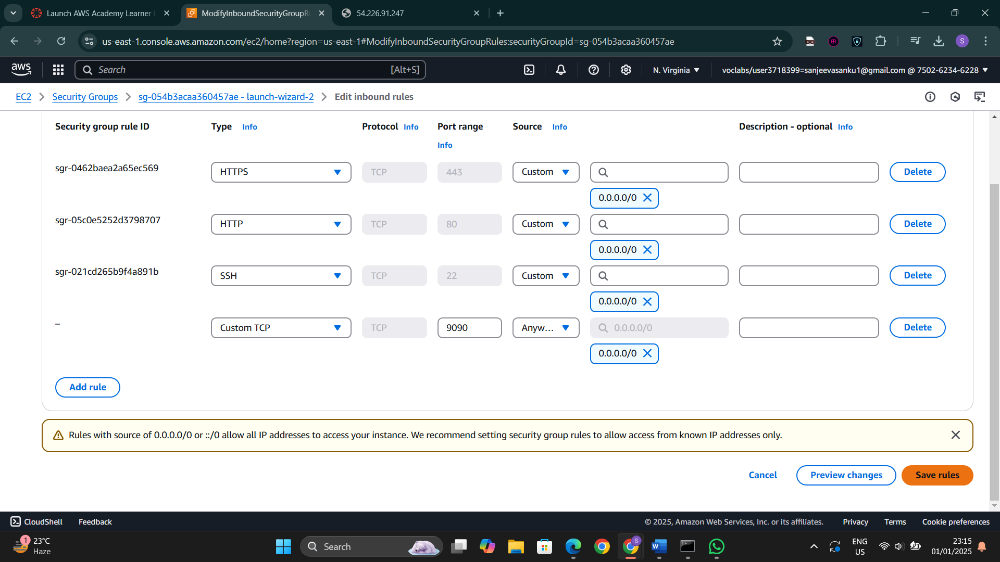 Launch AWS Academy Learner
ModifyInboundSecurityGroupR
54.226.91.247
us-east-1.console.aws.amazon.com/ec2/home?region=us-east-1#ModifyInboundSecurityGroupRules:securityGroupId=sg-054b3acaa360457ae
S
aws
Search
[Alt+S]
N. Virginia
voclabs/user3718399=sanjeevasanku1@gmail.com @ 7502-6234-6228
EC2
Security Groups
sg-054b3acaa360457ae - launch-wizard-2
Edit inbound rules
Security group rule ID
Type Info
Protocol Info
Port range
Info
Source Info
Description - optional Info
sgr-0462baea2a65ec569
HTTPS
TCP
443
Custom
0.0.0.0/0
Delete
sgr-05c0e5252d3798707
HTTP
TCP
80
Custom
0.0.0.0/0
Delete
sgr-021cd265b9f4a891b
SSH
TCP
22
Custom
0.0.0.0/0
Delete
–
Custom TCP
TCP
9090
Anyw...
0.0.0.0/0
0.0.0.0/0
Delete
Add rule
Rules with source of 0.0.0.0/0 or ::/0 allow all IP addresses to access your instance. We recommend setting security group rules to allow access from known IP addresses only.
Cancel
Preview changes
Save rules
CloudShell
Feedback
© 2025, Amazon Web Services, Inc. or its affiliates.
Privacy
Terms
Cookie preferences
1
23°C
Haze
Search
S
W
ENG
US
23:15
01/01/2025